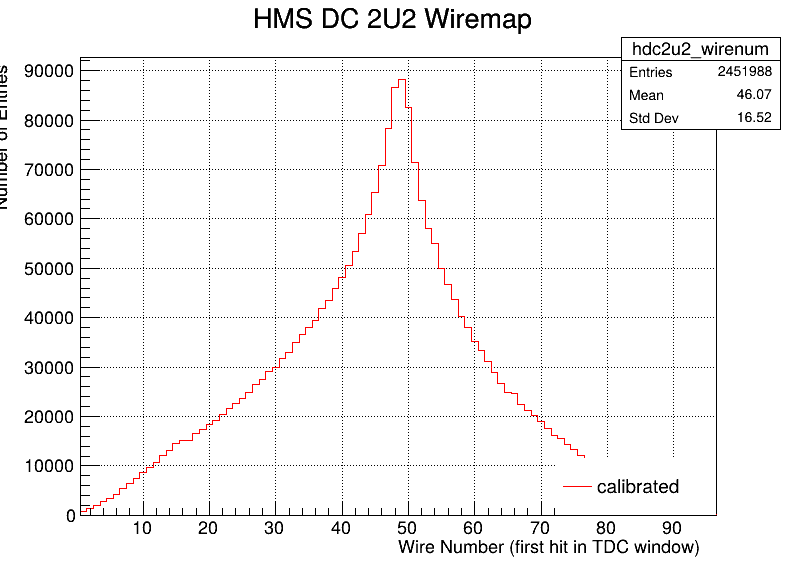 HMS DC 2U2 Wiremap
hdc2u2_wirenum
Entries 2451988
Mean 46.07
Std Dev 16.52
Number of Entries
90000
80000
70000
60000
50000
40000
30000
20000
10000
0
10 20 30 40 50 60 70 80 90
calibrated
Wire Number (first hit in TDC window)